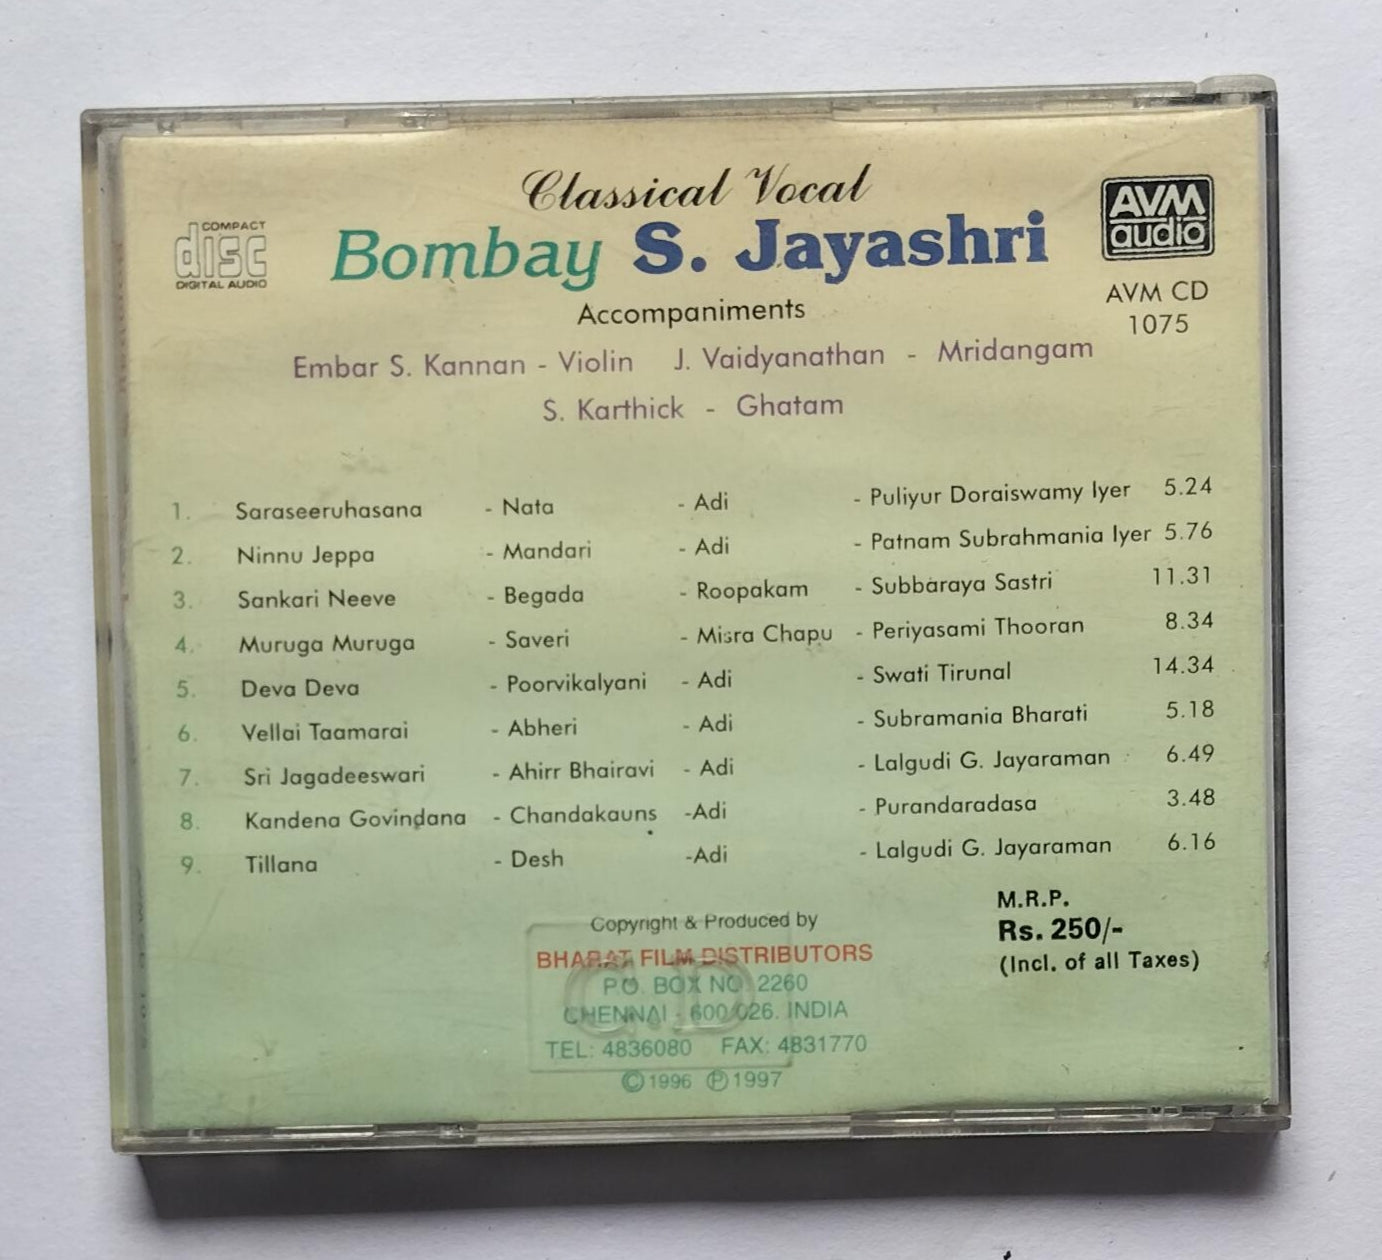 Classical Vocal
COMPACT
disc
DIGITAL AUDIO
Bombay S. Jayashri
AVM
audio
AVM CD
1075
Accompaniments
Embar S. Kannan - Violin J. Vaidyanathan - Mridangam
S. Karthick - Ghatam
1. Saraseeruhasana - Nata - Adi - Puliyur Doraiswamy Iyer 5.24
2. Ninnu Jeppa - Mandari - Adi - Patnam Subrahmania Iyer 5.76
3. Sankari Neeve - Begada - Roopakam - Subbaraya Sastri 11.31
4. Muruga Muruga - Saveri - Misra Chapu - Periyasami Thooran 8.34
5. Deva Deva - Poorvikalyani - Adi - Swati Tirunal 14.34
6. Vellai Taamarai - Abheri - Adi - Subramania Bharati 5.18
7. Sri Jagadeeswari - Ahirr Bhairavi - Adi - Lalgudi G. Jayaraman 6.49
8. Kandena Govindana - Chandakauns -Adi - Purandaradasa 3.48
9. Tillana - Desh -Adi - Lalgudi G. Jayaraman 6.16
M.R.P.
Rs. 250/-
(Incl. of all Taxes)
Copyright & Produced by
BHARAT FILM DISTRIBUTORS
P.O. BOX NO. 2260
CHENNAI - 600 026. INDIA
TEL: 4836080 FAX: 4831770
©1996 ℗1997